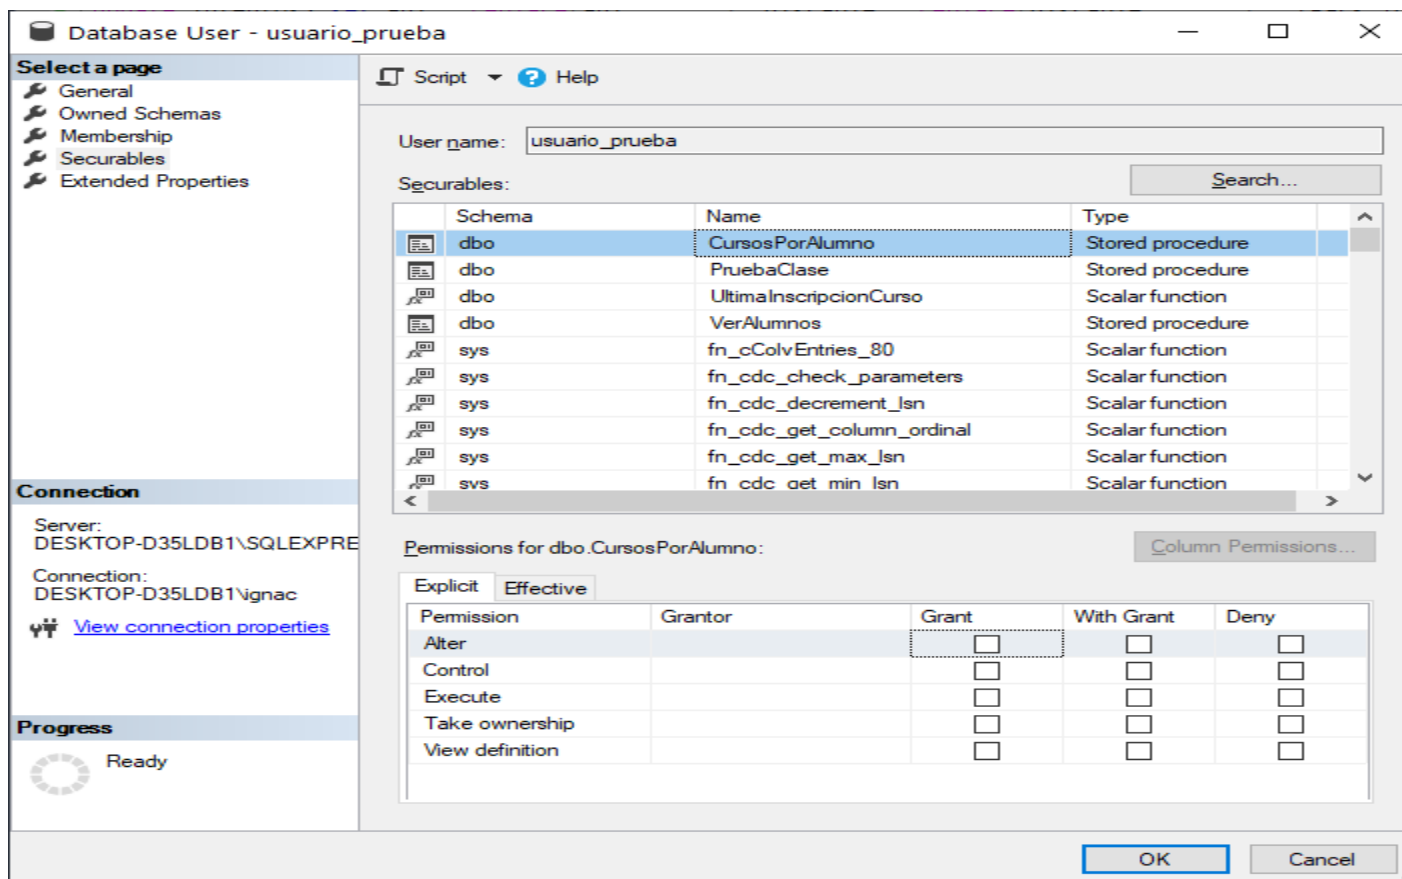 Database User - usuario_prueba
Select a page
General
Owned Schemas
Membership
Securables
Extended Properties
Script Help
User name: usuario_prueba
Securables: Search...
Schema Name Type
dbo CursosPorAlumno Stored procedure
dbo PruebaClase Stored procedure
dbo UltimaInscripcionCurso Scalar function
dbo VerAlumnos Stored procedure
sys fn_cColvEntries_80 Scalar function
sys fn_cdc_check_parameters Scalar function
sys fn_cdc_decrement_lsn Scalar function
sys fn_cdc_get_column_ordinal Scalar function
sys fn_cdc_get_max_lsn Scalar function
sys fn_cdc_get_min_lsn Scalar function
Connection
Server:
DESKTOP-D35LDB1\SQLEXPRE
Connection:
DESKTOP-D35LDB1\ignac
View connection properties
Progress
Ready
Permissions for dbo.CursosPorAlumno: Column Permissions...
Explicit Effective
Permission Grantor Grant With Grant Deny
Alter
Control
Execute
Take ownership
View definition
OK Cancel